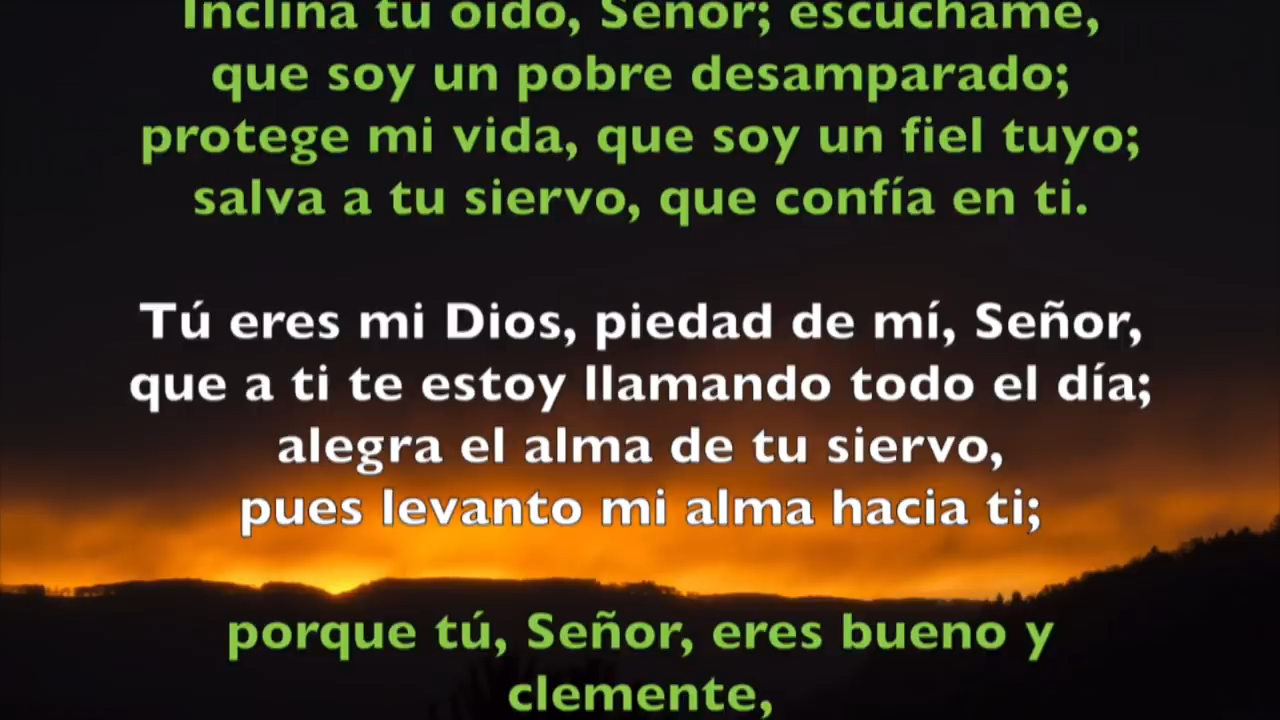 Inclina tu oído, Señor; escúchame,
que soy un pobre desamparado;
protege mi vida, que soy un fiel tuyo;
salva a tu siervo, que confía en ti.
Tú eres mi Dios, piedad de mí, Señor,
que a ti te estoy llamando todo el día;
alegra el alma de tu siervo,
pues levanto mi alma hacia ti;
porque tú, Señor, eres bueno y
clemente,